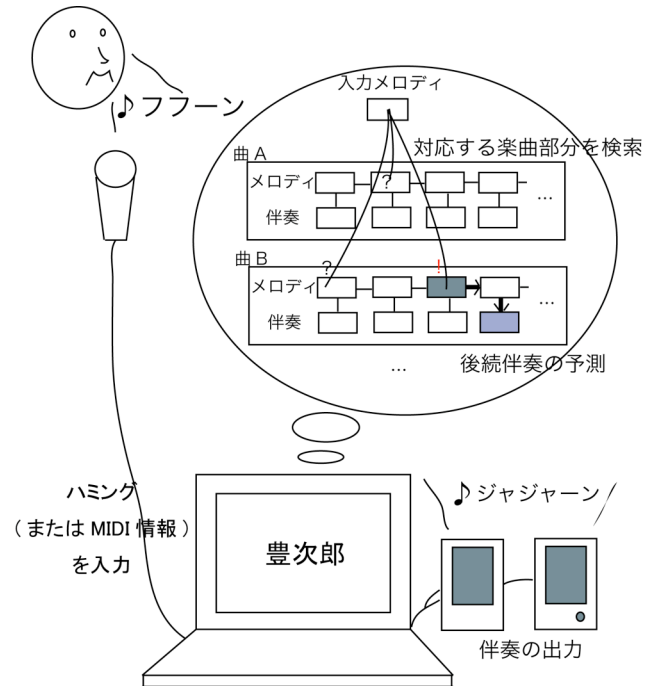 ♪フフーン
入力メロディ
対応する楽曲部分を検索
曲 A
メロディ
?
伴奏
...
曲 B
?
!
メロディ
伴奏
...
後続伴奏の予測
...
ハミング
（または MIDI 情報）
を入力
豊次郎
♪ジャジャーン
伴奏の出力